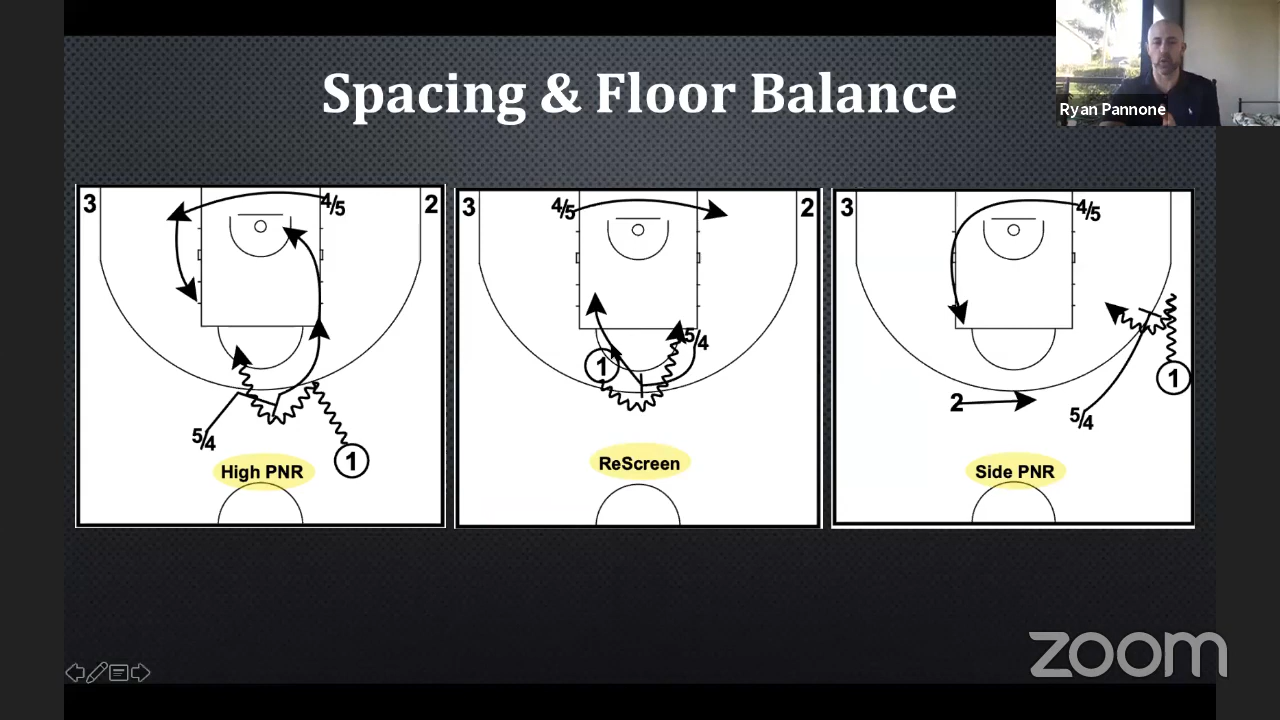 Spacing & Floor Balance
Ryan Pannone
3
4/5
2
5/4
1
High PNR
3
4/5
2
1
5/4
ReScreen
3
4/5
1
2
5/4
Side PNR
zoom